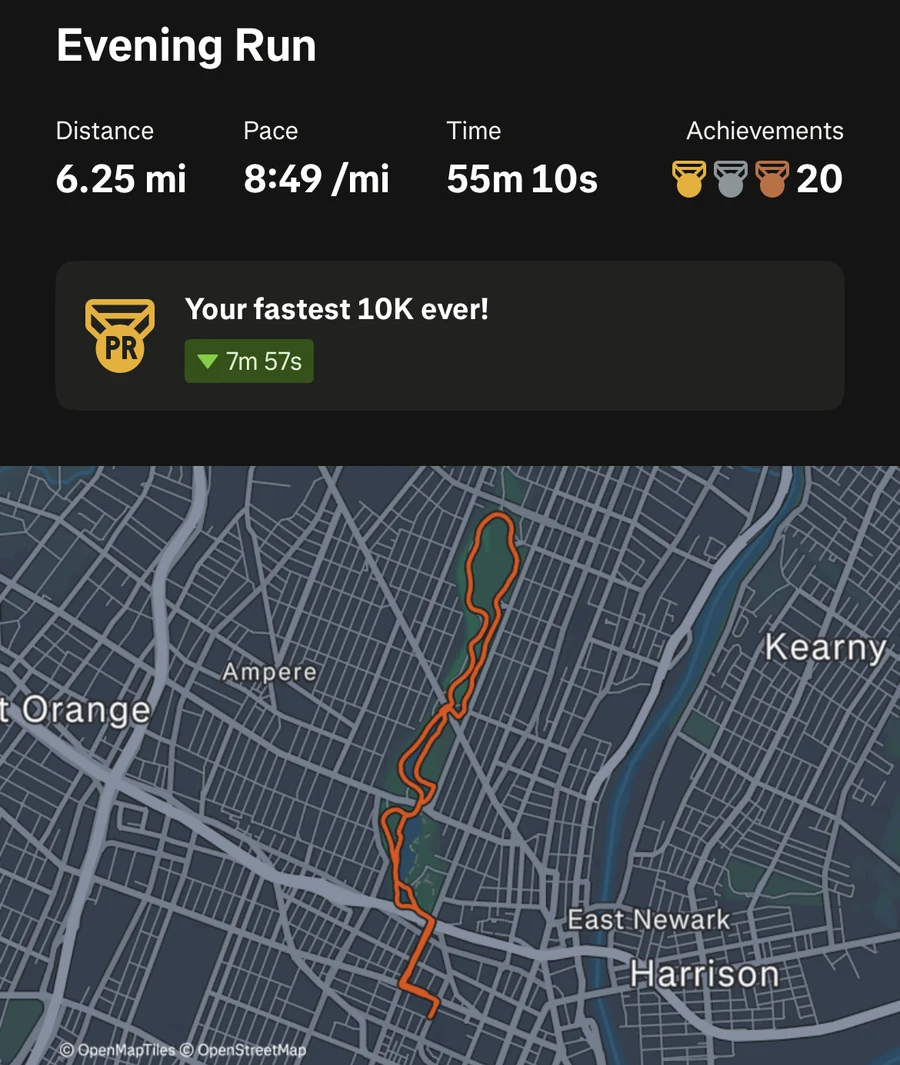 Evening Run
Distance Pace Time Achievements
6.25 mi 8:49 /mi 55m 10s 20
Your fastest 10K ever!
PR
7m 57s
Kearny
Ampere
t Orange
East Newark
Harrison
© OpenMapTiles © OpenStreetMap